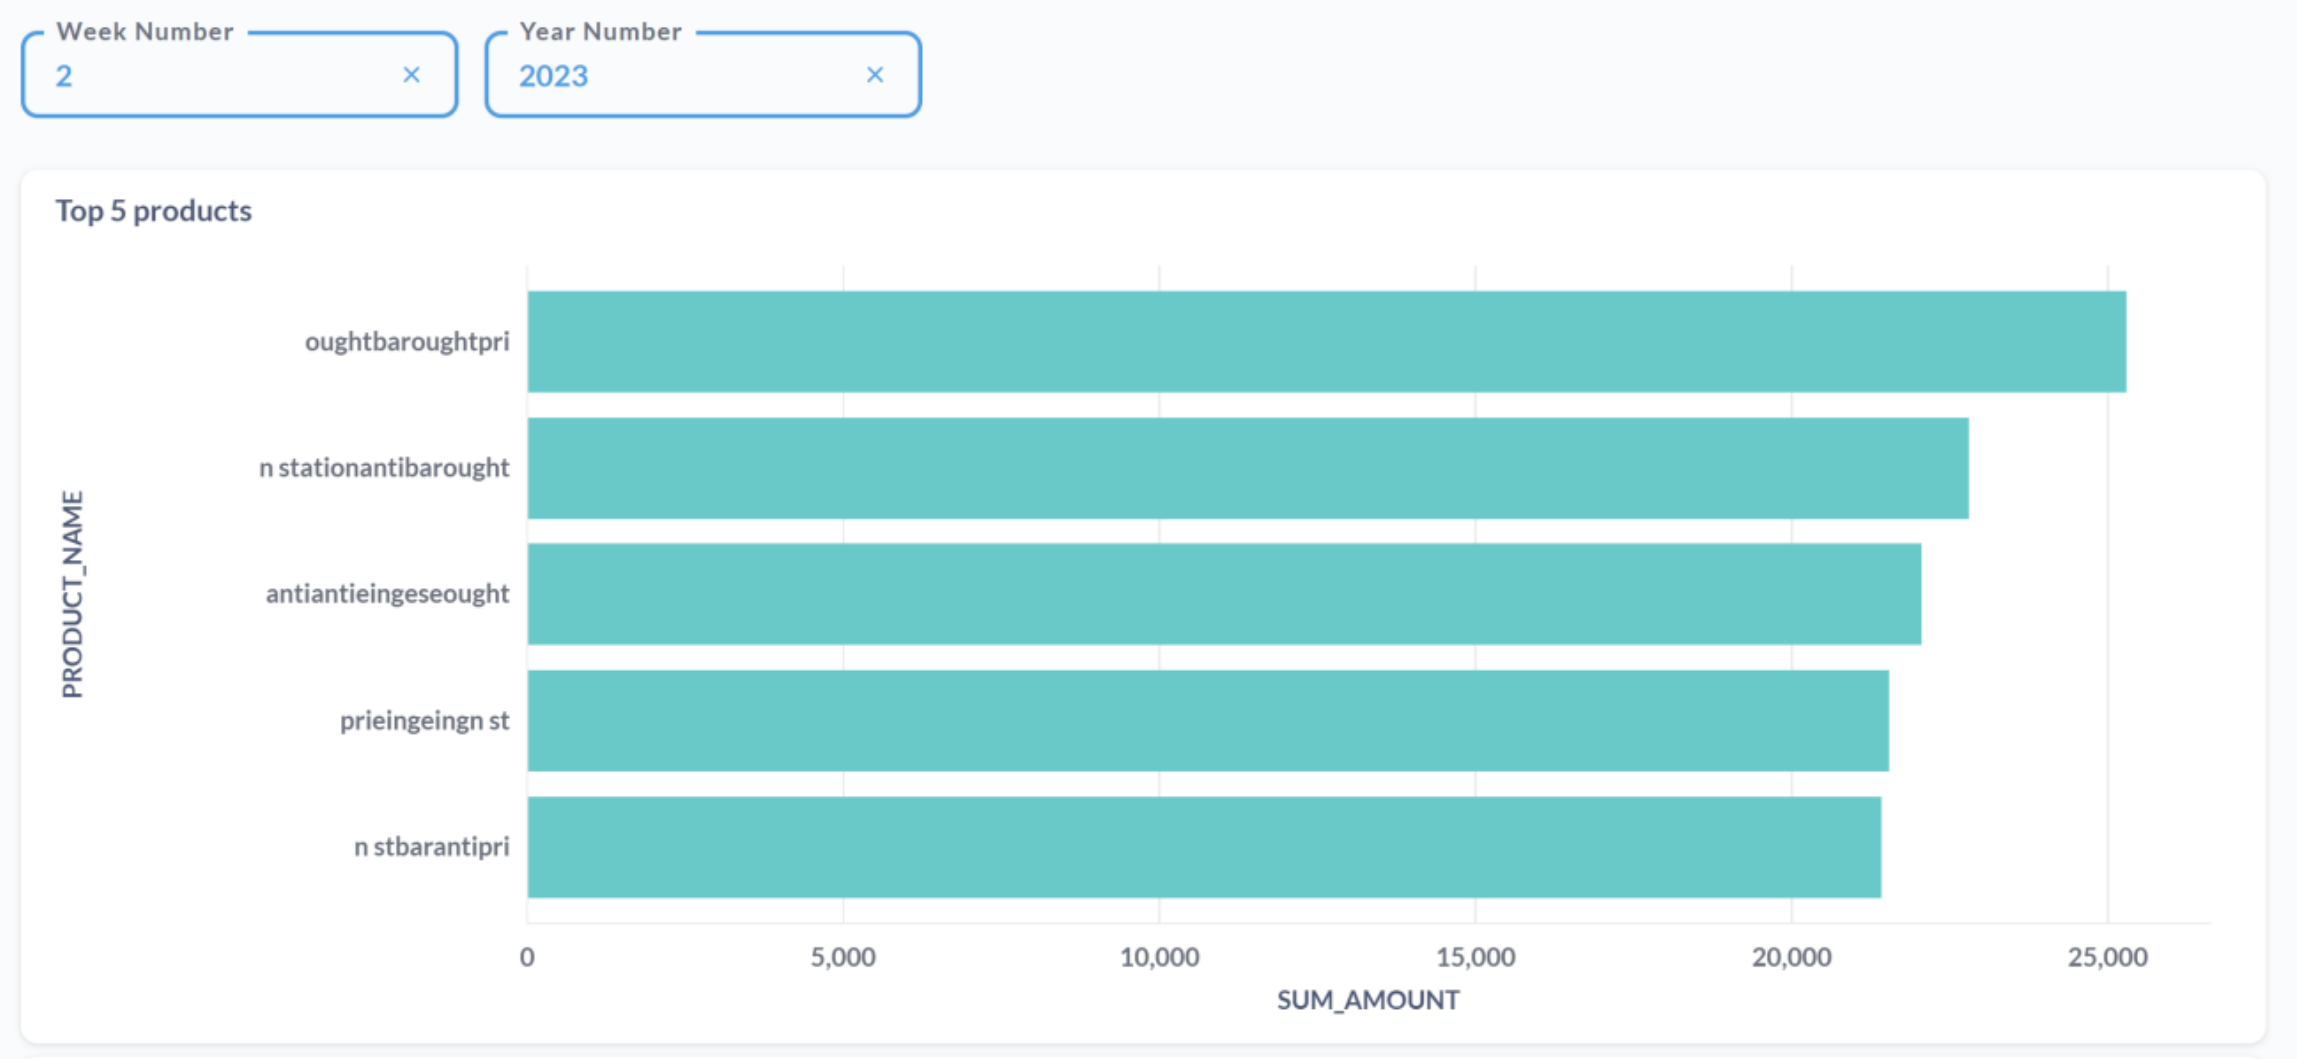 Week Number
Year Number
2
2023
Top 5 products
PRODUCT_NAME
oughtbaroughtpri
n stationantibarought
antiantieingeseought
prieingeingn st
n stbarantipri
0 5,000 10,000 15,000 20,000 25,000
SUM_AMOUNT